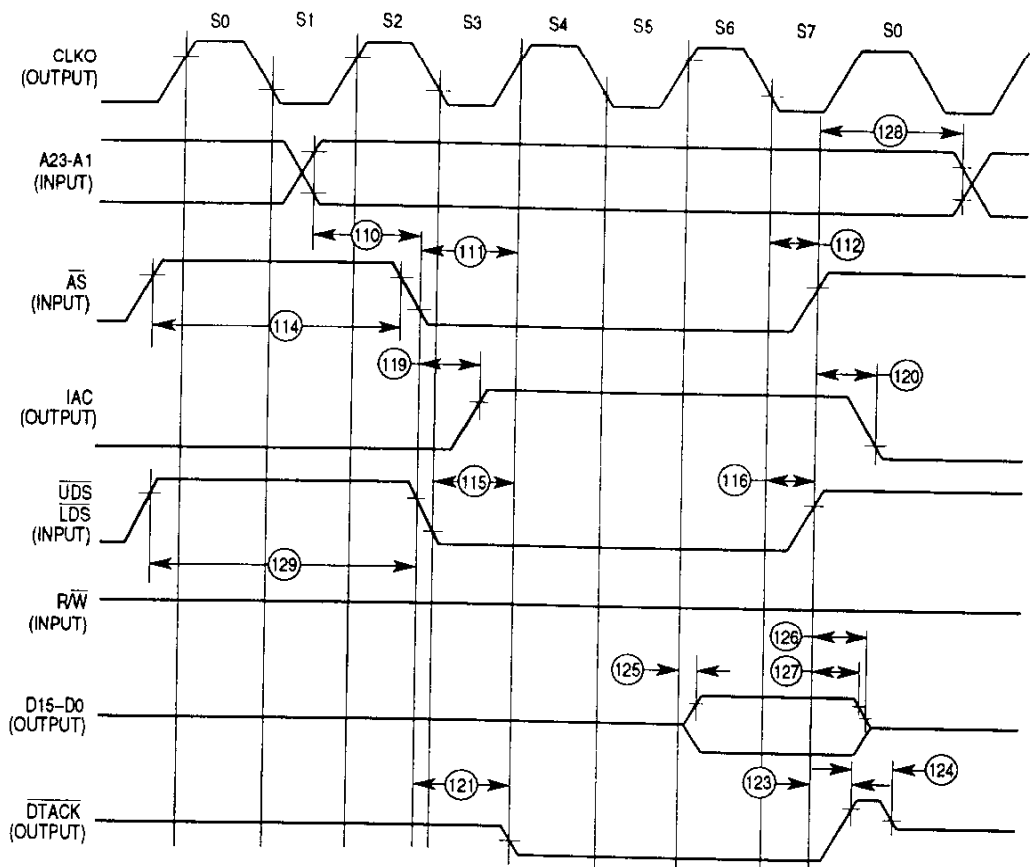 S0 S1 S2 S3 S4 S5 S6 S7 S0
CLKO
(OUTPUT)
128
A23-A1
(INPUT)
110 111 112
AS
(INPUT)
114
119 120
IAC
(OUTPUT)
115 116
UDS
LDS
(INPUT)
129
R/W
(INPUT)
126
125 127
D15-D0
(OUTPUT)
121 123 124
DTACK
(OUTPUT)